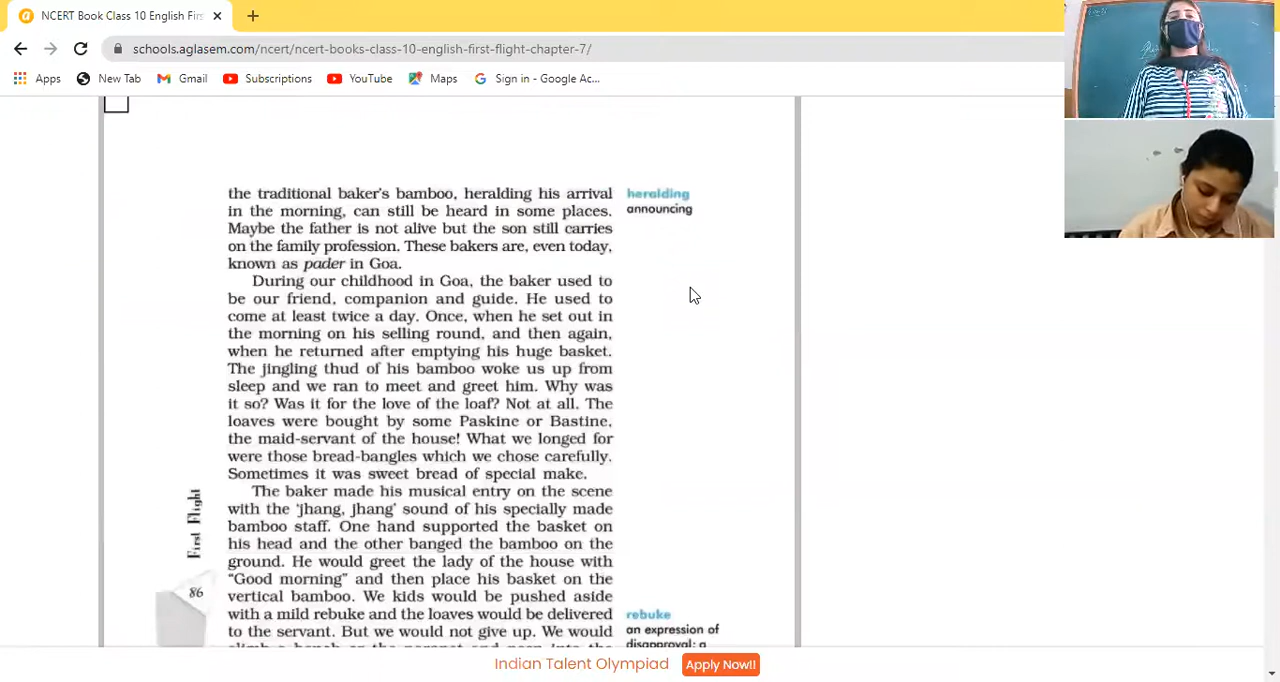 NCERT Book Class 10 English Firs
schools.aglasem.com/ncert/ncert-books-class-10-english-first-flight-chapter-7/
Apps
New Tab
Gmail
Subscriptions
YouTube
Maps
Sign in - Google Ac...
the traditional baker's bamboo, heralding his arrival
in the morning, can still be heard in some places.
Maybe the father is not alive but the son still carries
on the family profession. These bakers are, even today,
known as pader in Goa.
heralding
announcing
During our childhood in Goa, the baker used to
be our friend, companion and guide. He used to
come at least twice a day. Once, when he set out in
the morning on his selling round, and then again,
when he returned after emptying his huge basket.
The jingling thud of his bamboo woke us up from
sleep and we ran to meet and greet him. Why was
it so? Was it for the love of the loaf? Not at all. The
loaves were bought by some Paskine or Bastine,
the maid-servant of the house! What we longed for
were those bread-bangles which we chose carefully.
Sometimes it was sweet bread of special make.
The baker made his musical entry on the scene
with the 'jhang, jhang' sound of his specially made
bamboo staff. One hand supported the basket on
his head and the other banged the bamboo on the
ground. He would greet the lady of the house with
“Good morning” and then place his basket on the
vertical bamboo. We kids would be pushed aside
with a mild rebuke and the loaves would be delivered
to the servant. But we would not give up. We would
climb a bench or the parapet and peep into the
rebuke
an expression of
disapproval; a
First Flight
86
Indian Talent Olympiad
Apply Now!!